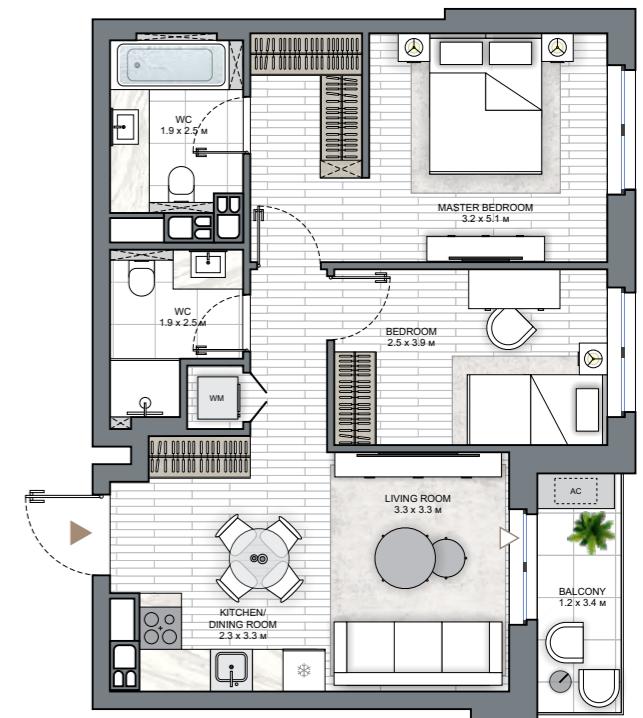 WC
1.9 x 2.5 м
MASTER BEDROOM
3.2 x 5.1 м
WC
1.9 x 2.5 м
BEDROOM
2.5 x 3.9 м
WM
LIVING ROOM
3.3 x 3.3 м
AC
BALCONY
1.2 x 3.4 м
KITCHEN/
DINING ROOM
2.3 x 3.3 м